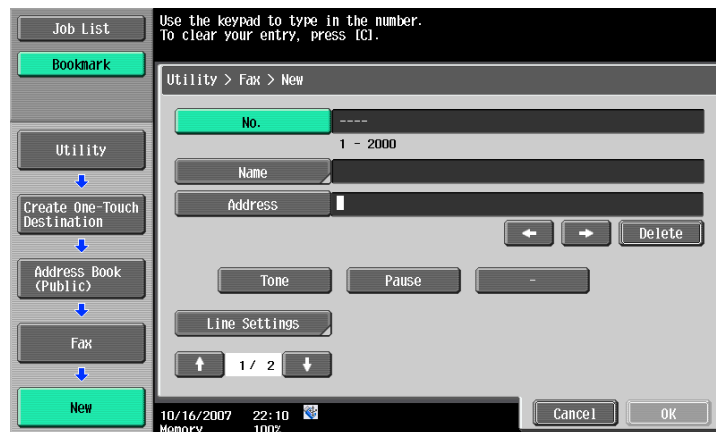 Job List
Bookmark
Utility
Create One-Touch
Destination
Address Book
(Public)
Fax
New
Use the keypad to type in the number.
To clear your entry, press [C].
Utility > Fax > New
No.
----
1 - 2000
Name
Address
Delete
Tone
Pause
-
Line Settings
1/ 2
Cancel
OK
10/16/2007 22:10
Memory 100%